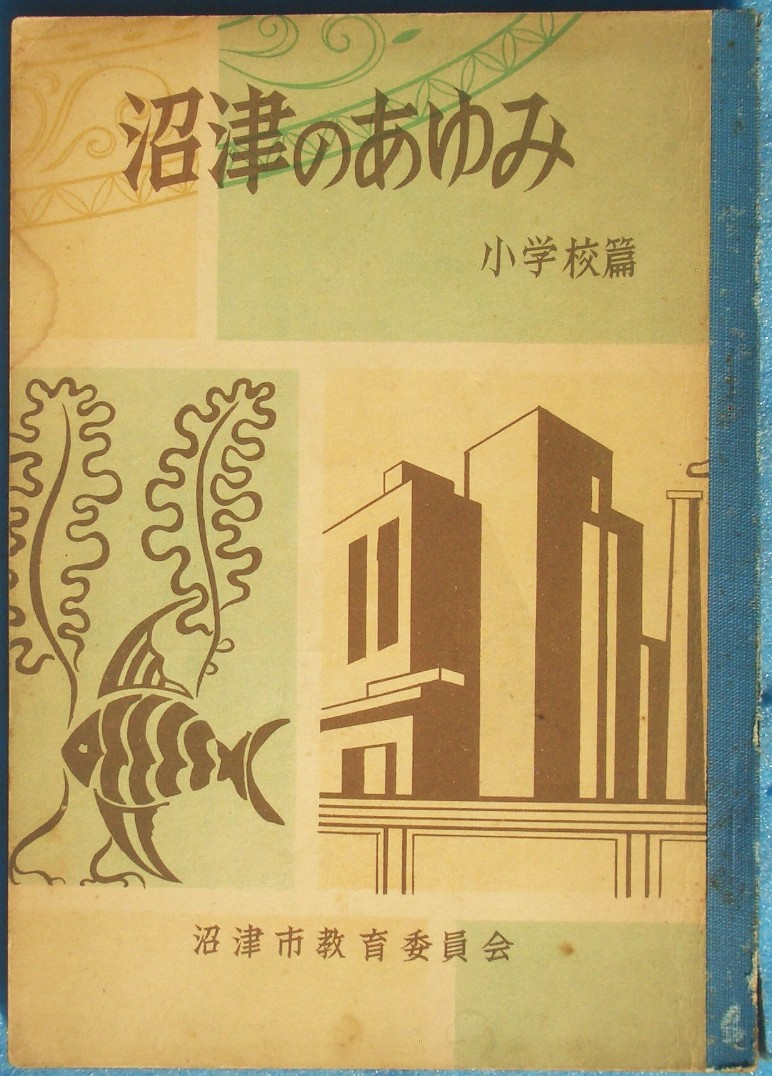 沼津のあゆみ
小学校篇
沼津市教育委員会